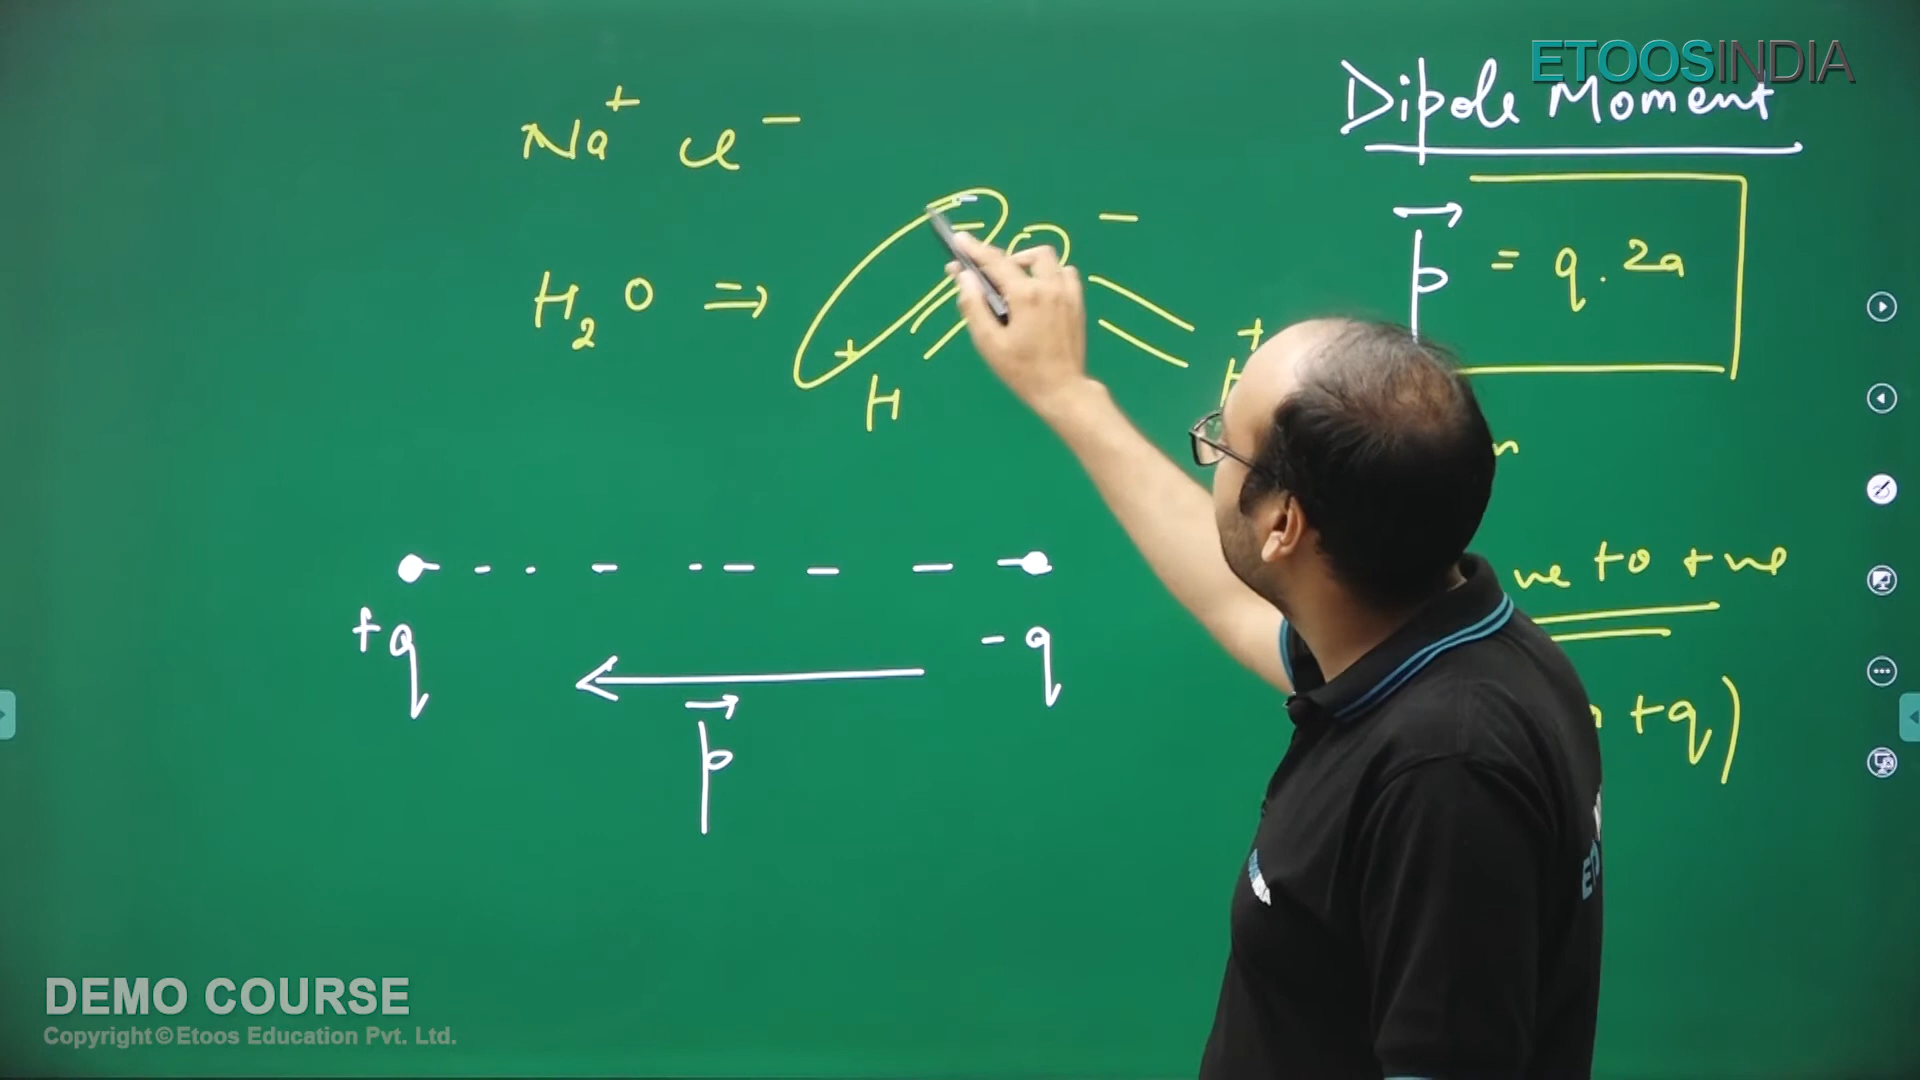 ETOOSINDIA
Dipole Moment
p = q . 2a
Na+ Cl-
H2O ⇒
- = O -
+ +
H H
ve to +ve
+q -q
p
+q)
DEMO COURSE
Copyright © Etoos Education Pvt. Ltd.